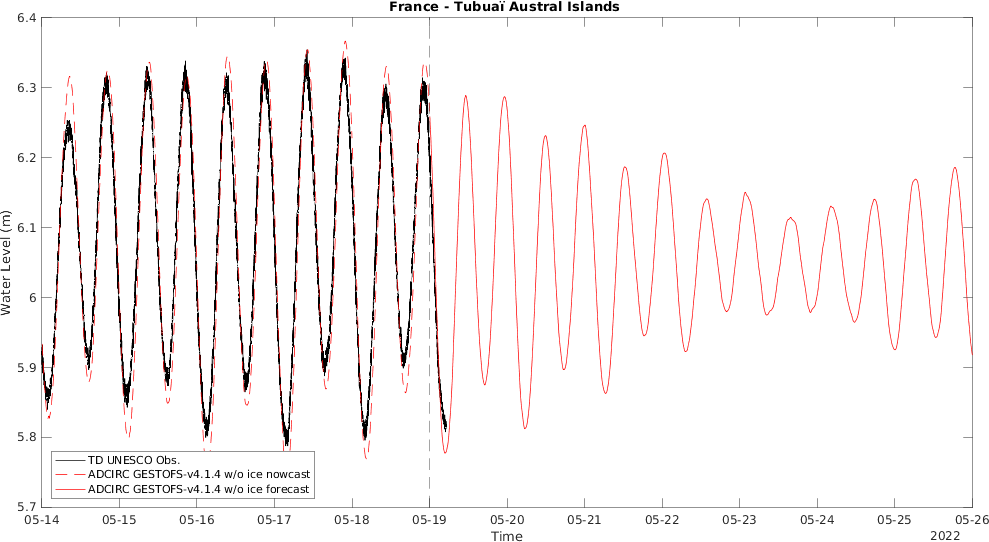 France - Tubuaï Austral Islands
Water Level (m)
6.4
6.3
6.2
6.1
6
5.9
5.8
5.7
TD UNESCO Obs.
ADCIRC GESTOFS-v4.1.4 w/o ice nowcast
ADCIRC GESTOFS-v4.1.4 w/o ice forecast
05-14 05-15 05-16 05-17 05-18 05-19 05-20 05-21 05-22 05-23 05-24 05-25 05-26
Time
2022